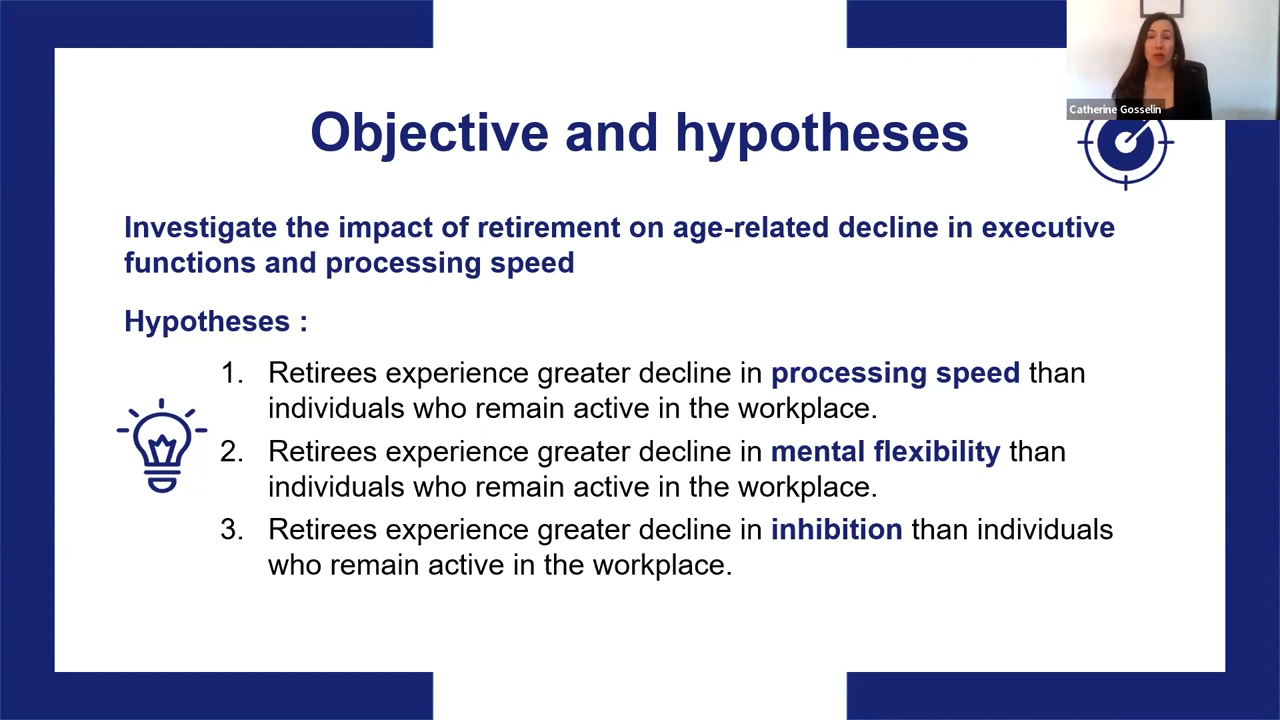 Catherine Gosselin
Objective and hypotheses
Investigate the impact of retirement on age-related decline in executive
functions and processing speed
Hypotheses :
1. Retirees experience greater decline in processing speed than
individuals who remain active in the workplace.
2. Retirees experience greater decline in mental flexibility than
individuals who remain active in the workplace.
3. Retirees experience greater decline in inhibition than individuals
who remain active in the workplace.